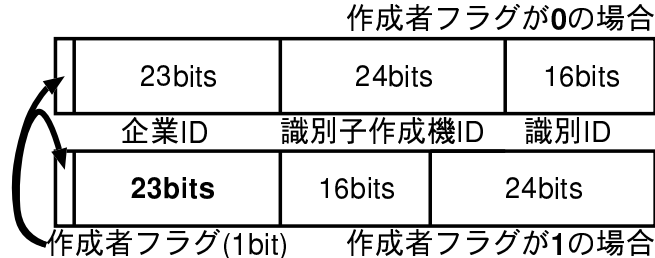 作成者フラグが0の場合
23bits 24bits 16bits
企業ID 識別子作成機ID 識別ID
23bits 16bits 24bits
作成者フラグ(1bit) 作成者フラグが1の場合